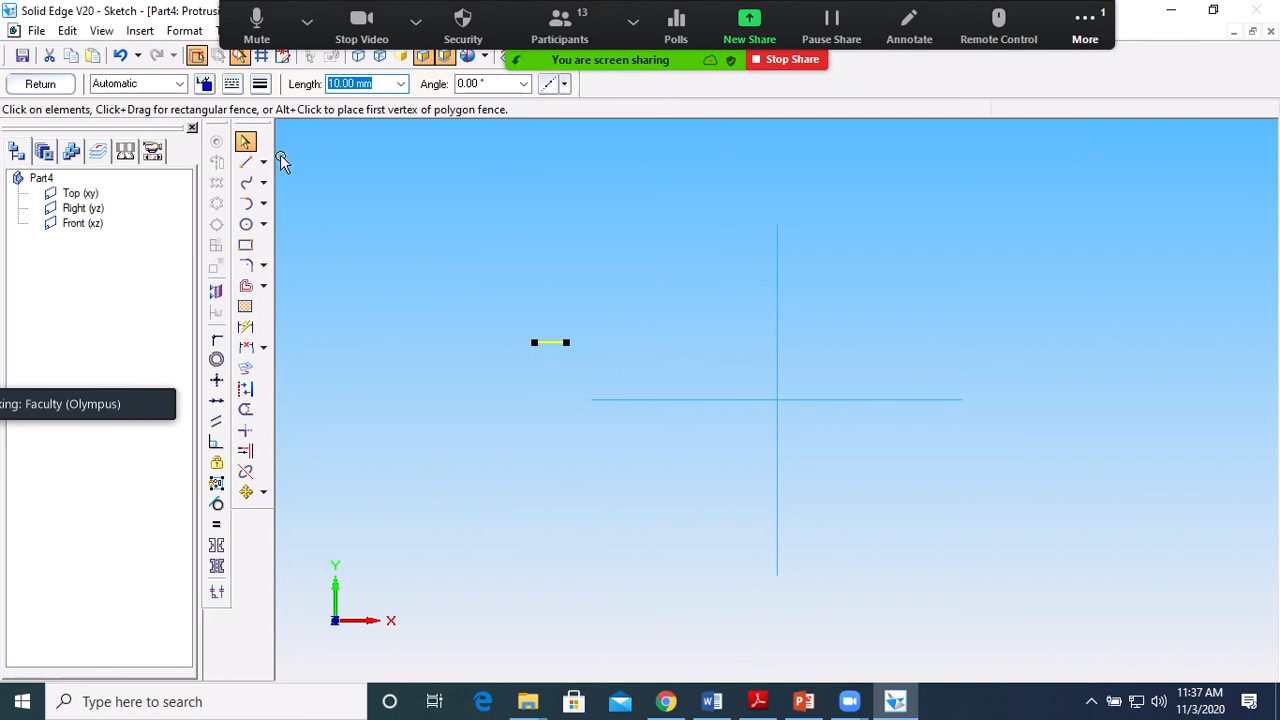 Solid Edge V20 - Sketch - [Part4: Protrus
File Edit View Insert Format
Mute
Stop Video
Security
13
Participants
Polls
New Share
Pause Share
Annotate
Remote Control
1
More
You are screen sharing
Stop Share
Return
Automatic
Length: 10.00 mm
Angle: 0.00 °
Click on elements, Click+Drag for rectangular fence, or Alt+Click to place first vertex of polygon fence.
Part4
Top (xy)
Right (yz)
Front (xz)
king: Faculty (Olympus)
Y
X
Type here to search
11:37 AM
11/3/2020